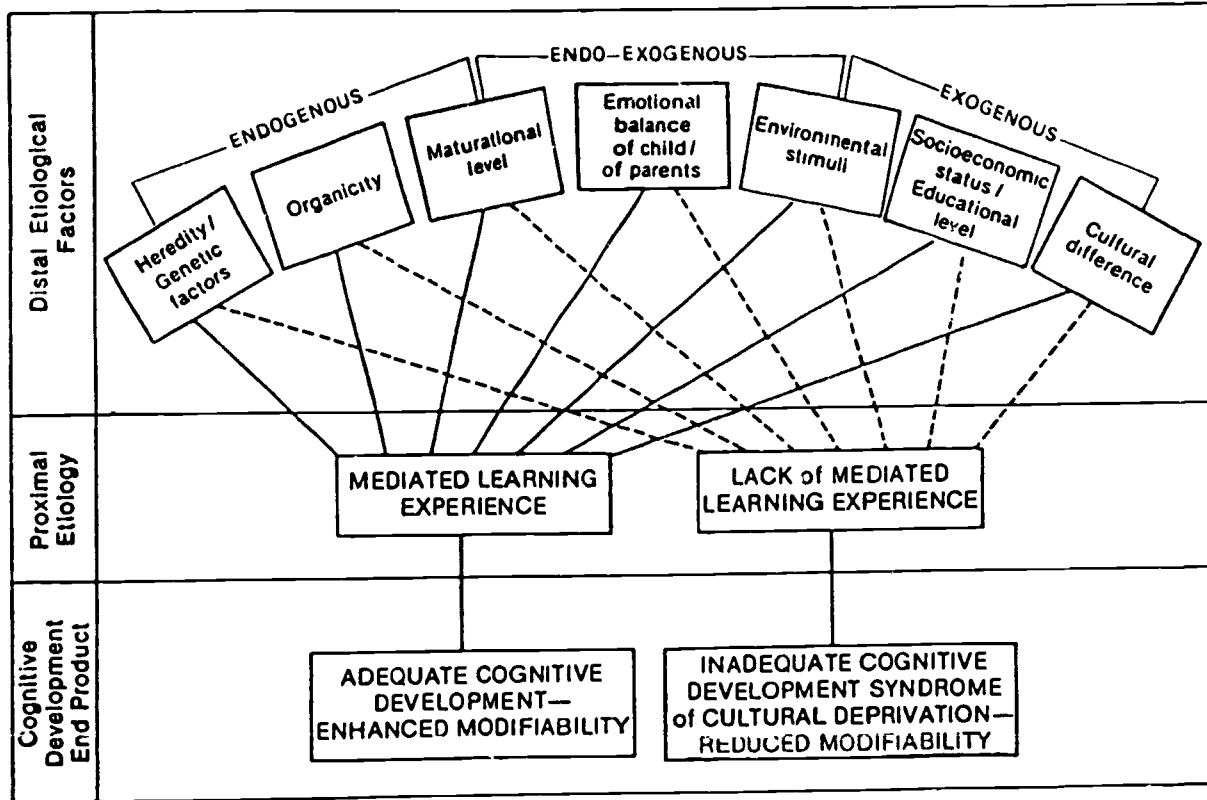 Distal Etiological
Factors
ENDOGENOUS
ENDO-EXOGENOUS
EXOGENOUS
Heredity/
Genetic
factors
Organicity
Maturational
level
Emotional
balance
of child/
of parents
Environmental
stimuli
Socioeconomic
status/
Educational
level
Cultural
difference
Proximal
Etiology
MEDIATED LEARNING
EXPERIENCE
LACK of MEDIATED
LEARNING EXPERIENCE
Cognitive
Development
End Product
ADEQUATE COGNITIVE
DEVELOPMENT—
ENHANCED MODIFIABILITY
INADEQUATE COGNITIVE
DEVELOPMENT SYNDROME
of CULTURAL DEPRIVATION—
REDUCED MODIFIABILITY